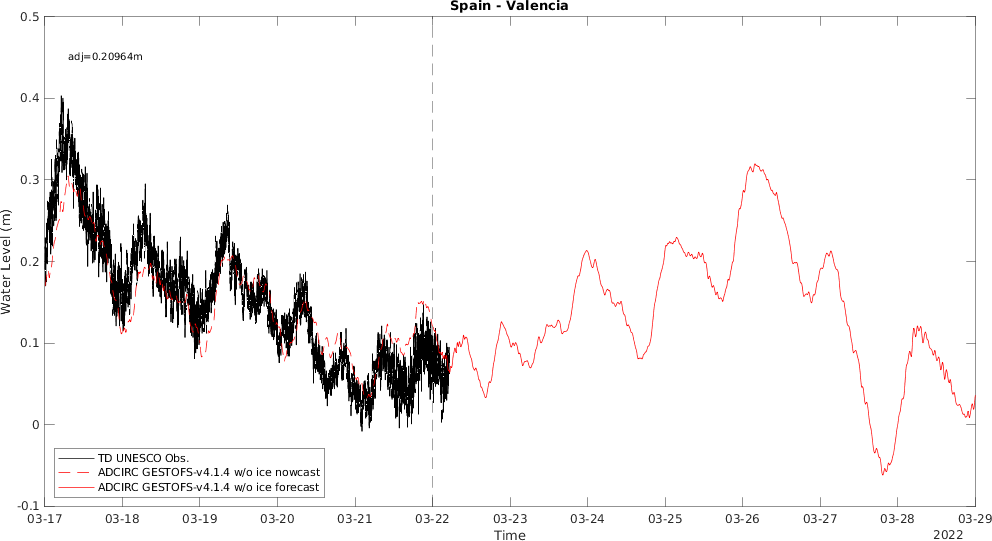 Spain - Valencia
adj=0.20964m
Water Level (m)
0.5
0.4
0.3
0.2
0.1
0
-0.1
TD UNESCO Obs.
ADCIRC GESTOFS-v4.1.4 w/o ice nowcast
ADCIRC GESTOFS-v4.1.4 w/o ice forecast
03-17 03-18 03-19 03-20 03-21 03-22 03-23 03-24 03-25 03-26 03-27 03-28 03-29
Time
2022